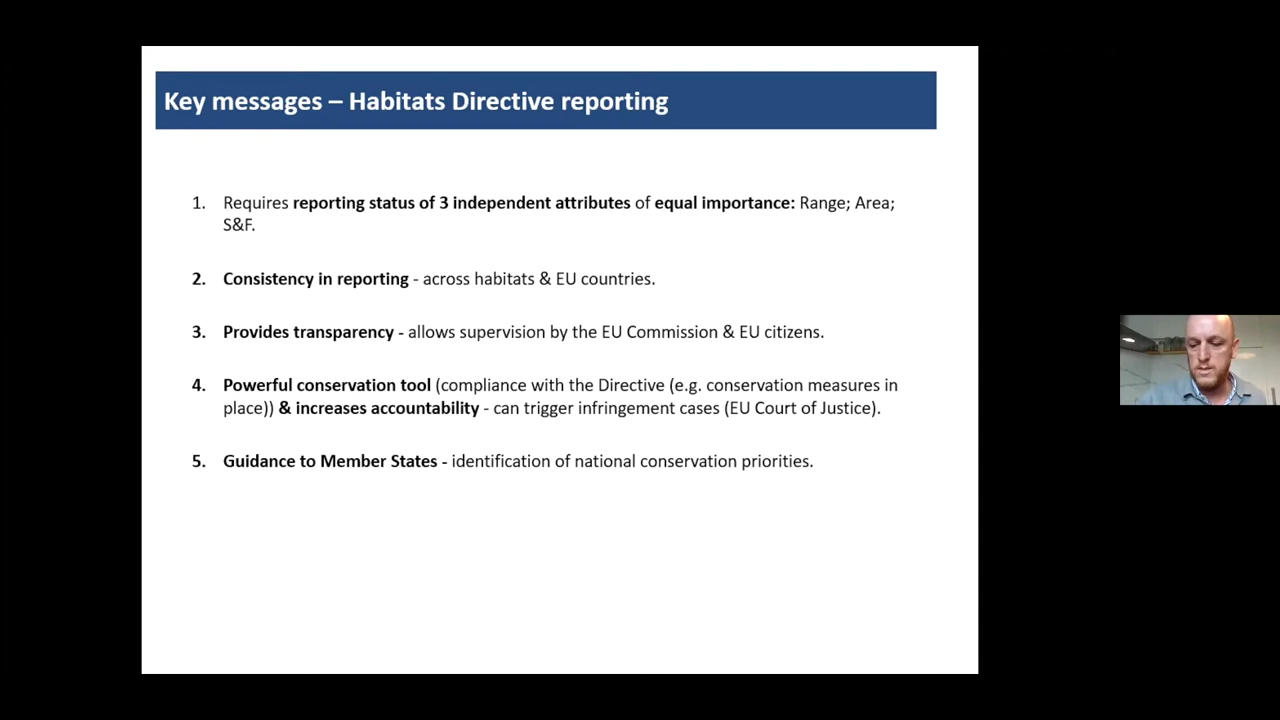 Key messages – Habitats Directive reporting
1. Requires reporting status of 3 independent attributes of equal importance: Range; Area;
S&F.
2. Consistency in reporting - across habitats & EU countries.
3. Provides transparency - allows supervision by the EU Commission & EU citizens.
4. Powerful conservation tool (compliance with the Directive (e.g. conservation measures in
place)) & increases accountability - can trigger infringement cases (EU Court of Justice).
5. Guidance to Member States - identification of national conservation priorities.